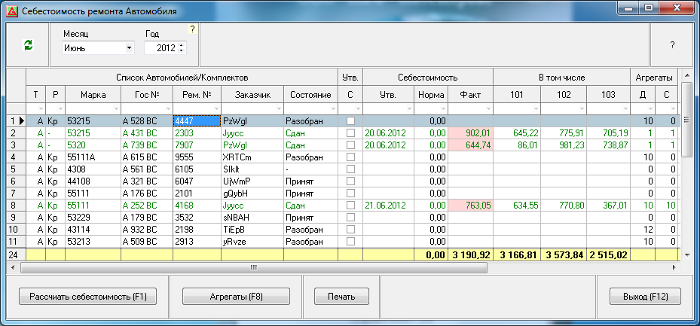 Себестоимость ремонта Автомобиля
Месяц Год ?
Июнь 2012 ?
Список Автомобилей/Комплектов Утв. Себестоимость В том числе Агрегаты
Т Р Марка Гос № Рем. № Заказчик Состояние С Утв. Норма Факт 101 102 103 Д С
1 А Кр 53215 А 528 ВС 4447 PzWgl Разобран 0,00 10 0
2 А - 53215 А 431 ВС 2303 Jyycc Сдан 20.06.2012 0,00 902,01 645,22 775,91 705,19 1 1
3 А - 5320 А 739 ВС 7907 PzWgl Сдан 20.06.2012 0,00 644,74 86,01 981,23 738,87 1 1
4 А Кр 55111А А 615 ВС 9555 XRTCm Разобран 0,00 10 0
5 А Кр 4308 А 561 ВС 6105 Slklt - 0,00 0 0
6 А Кр 44108 А 321 ВС 6047 UjWmP Принят 0,00 0 0
7 А Кр 55111 А 176 ВС 2101 gQybH Принят 0,00 0 0
8 А Кр 55111 А 252 ВС 4168 Jyycc Сдан 21.06.2012 0,00 763,05 634,55 770,80 367,01 10 10
9 А Кр 53229 А 179 ВС 3532 sNBAH Принят 0,00 0 0
10 А Кр 43114 А 932 ВС 2198 TiEpB Разобран 0,00 12 0
11 А Кр 53213 А 509 ВС 2913 yRvze Разобран 0,00 10 0
24 0,00 3 190,92 3 166,81 3 573,84 2 515,02
Рассчиать себестоимость (F1) Агрегаты (F8) Печать Выход (F12)